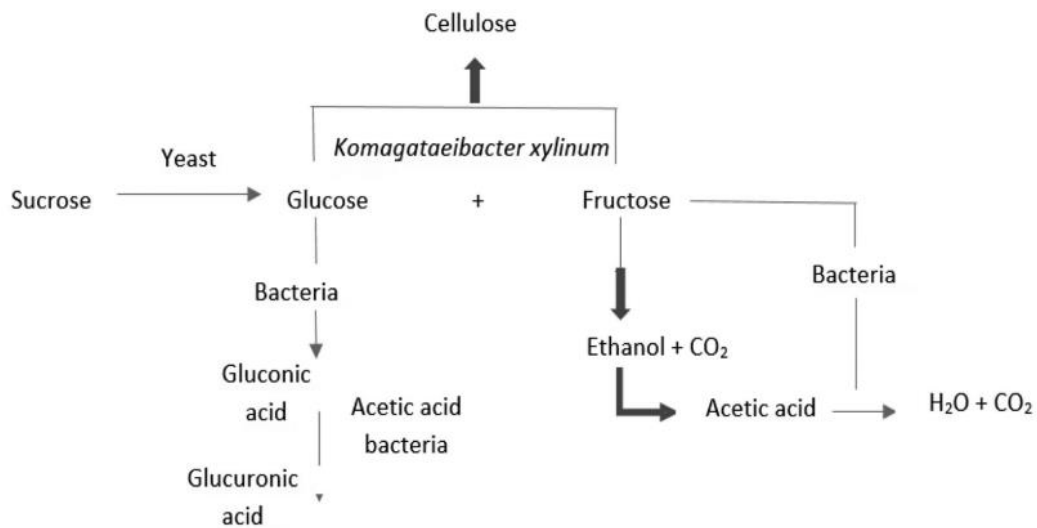 Cellulose
Komagataeibacter xylinum
Yeast
Sucrose
Glucose
+
Fructose
Bacteria
Bacteria
Ethanol + CO₂
Gluconic
acid
Acetic acid
bacteria
Acetic acid
H₂O + CO₂
Glucuronic
acid